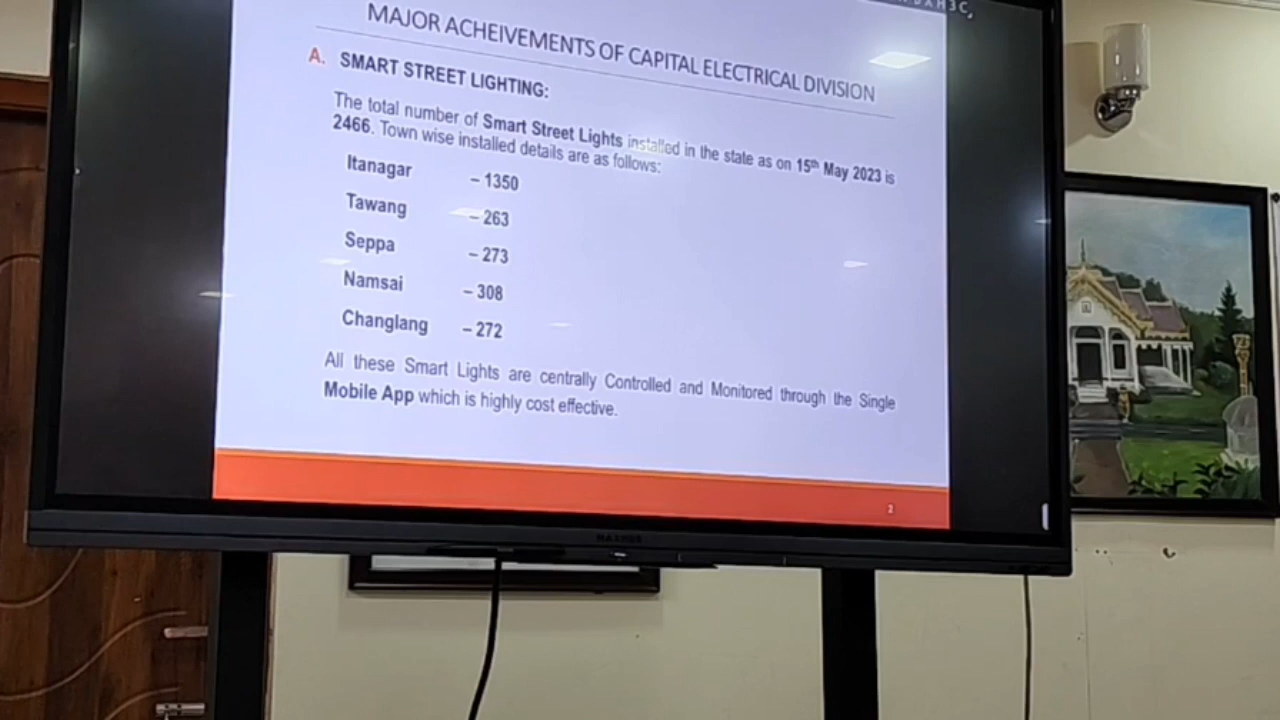 MAJOR ACHEIVEMENTS OF CAPITAL ELECTRICAL DIVISION
A. SMART STREET LIGHTING:
The total number of Smart Street Lights installed in the state as on 15th May 2023 is
2466. Town wise installed details are as follows:
Itanagar – 1350
Tawang – 263
Seppa – 273
Namsai – 308
Changlang – 272
All these Smart Lights are centrally Controlled and Monitored through the Single
Mobile App which is highly cost effective.
2